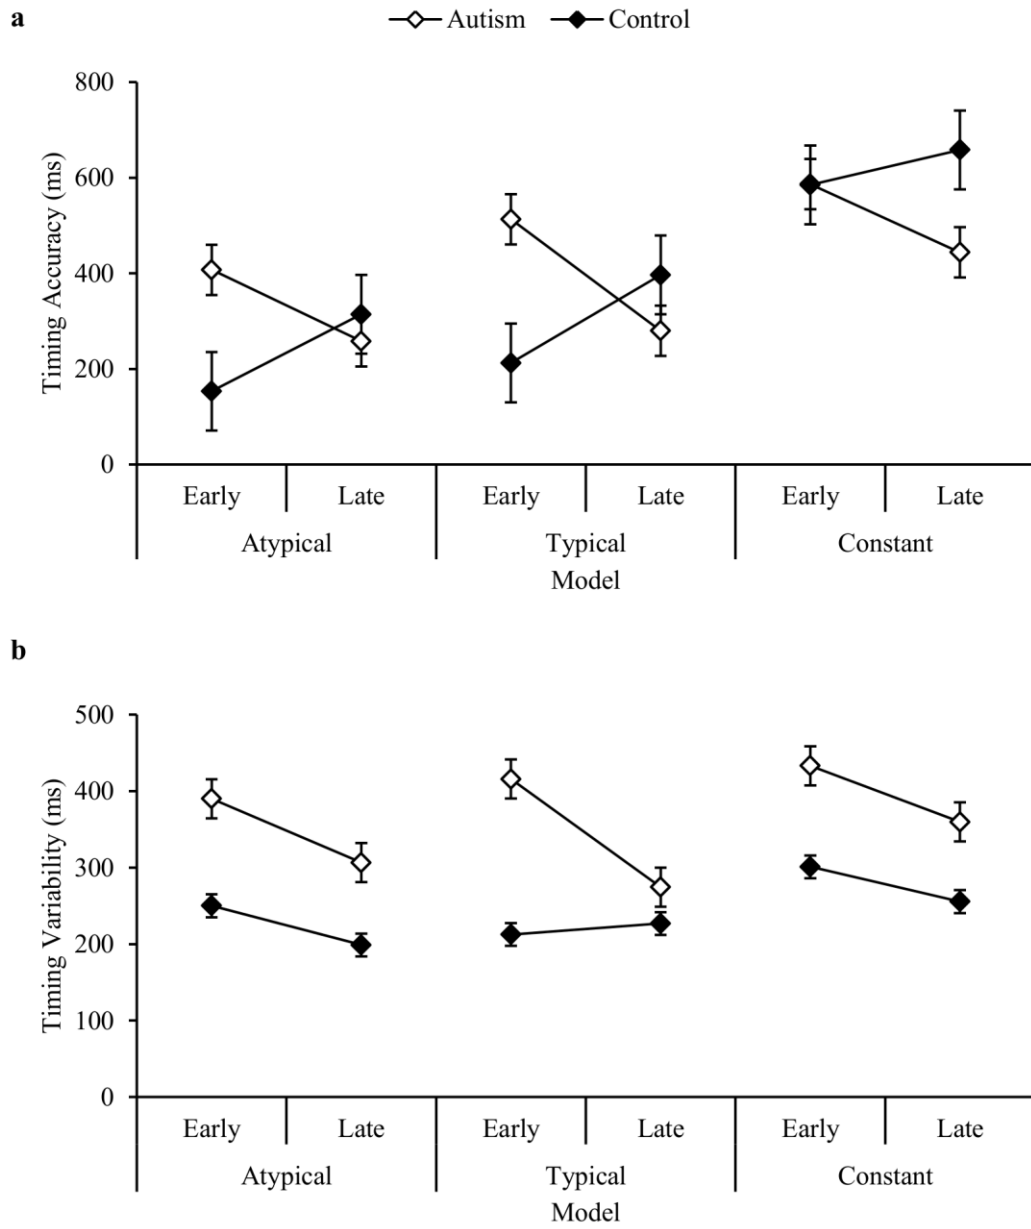 a
Autism Control
800
600
400
200
0
Timing Accuracy (ms)
Early Late Early Late Early Late
Atypical Typical Constant
Model
b
500
400
300
200
100
0
Timing Variability (ms)
Early Late Early Late Early Late
Atypical Typical Constant
Model